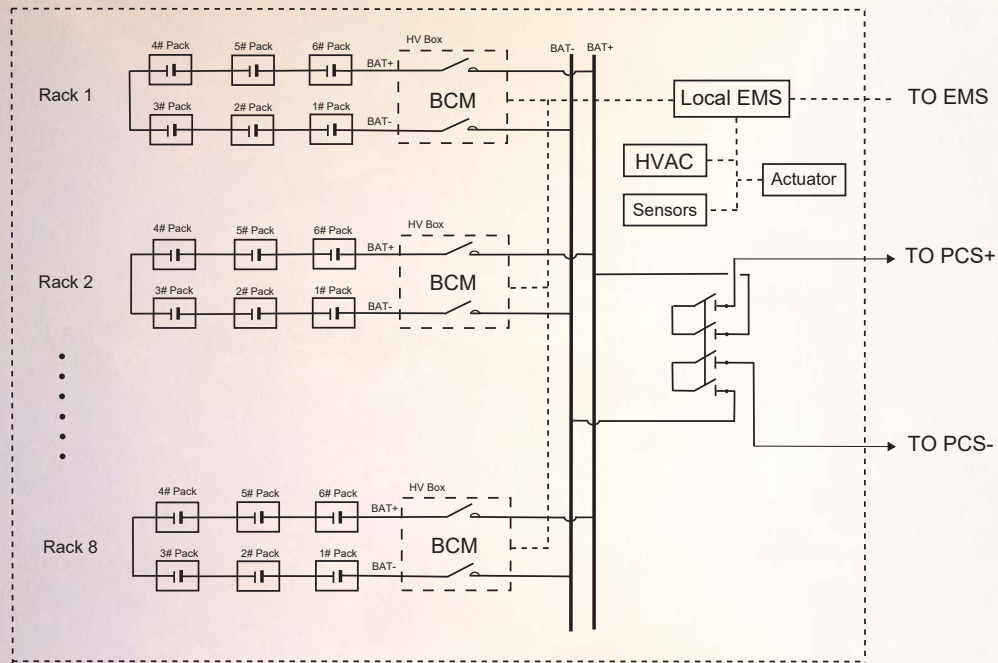 BAT- BAT+
HV Box
4# Pack 5# Pack 6# Pack BAT+
Rack 1
BCM
Local EMS
TO EMS
3# Pack 2# Pack 1# Pack BAT-
HVAC
Actuator
Sensors
HV Box
4# Pack 5# Pack 6# Pack BAT+
TO PCS+
Rack 2
BCM
3# Pack 2# Pack 1# Pack BAT-
TO PCS-
HV Box
4# Pack 5# Pack 6# Pack BAT+
Rack 8
BCM
3# Pack 2# Pack 1# Pack BAT-